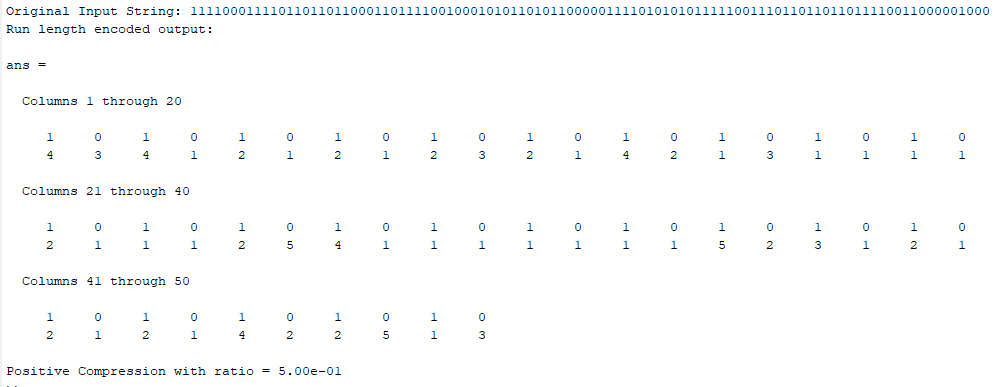 Original Input String: 1111000111101101101100011011110010001010110101100000111101010101111100111011011011011110011000001000
Run length encoded output:
ans =
Columns 1 through 20
1 0 1 0 1 0 1 0 1 0 1 0 1 0 1 0 1 0 1 0
4 3 4 1 2 1 2 1 2 3 2 1 4 2 1 3 1 1 1 1
Columns 21 through 40
1 0 1 0 1 0 1 0 1 0 1 0 1 0 1 0 1 0 1 0
2 1 1 1 2 5 4 1 1 1 1 1 1 1 5 2 3 1 2 1
Columns 41 through 50
1 0 1 0 1 0 1 0 1 0
2 1 2 1 4 2 2 5 1 3
Positive Compression with ratio = 5.00e-01